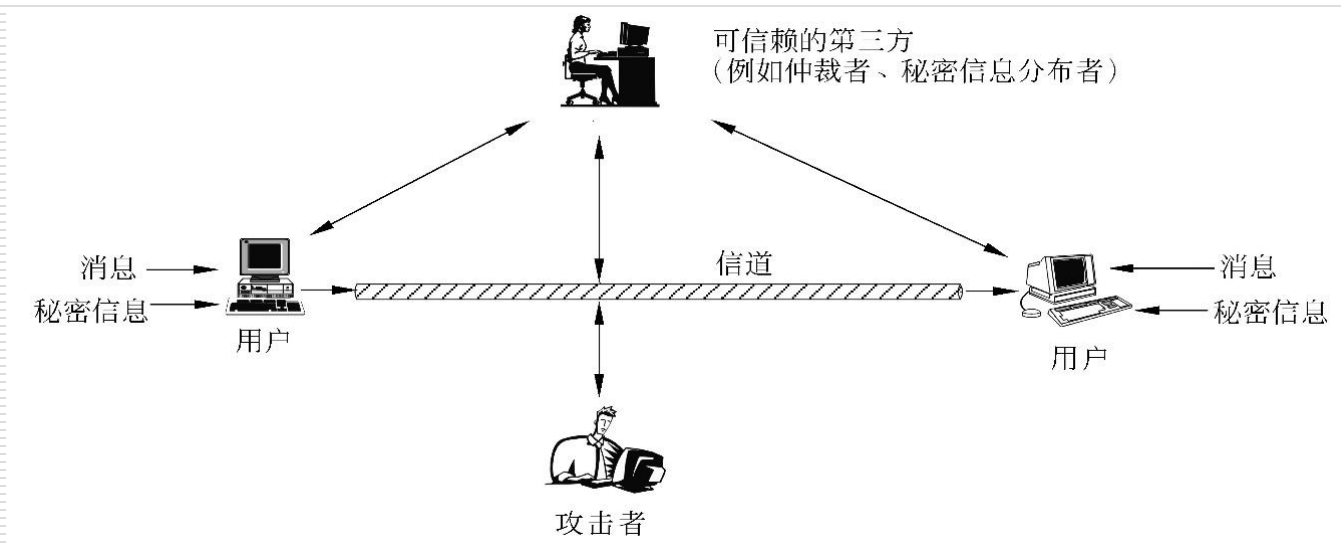 可信赖的第三方
（例如仲裁者、秘密信息分布者）
信道
消息
秘密信息
用户
消息
秘密信息
用户
攻击者